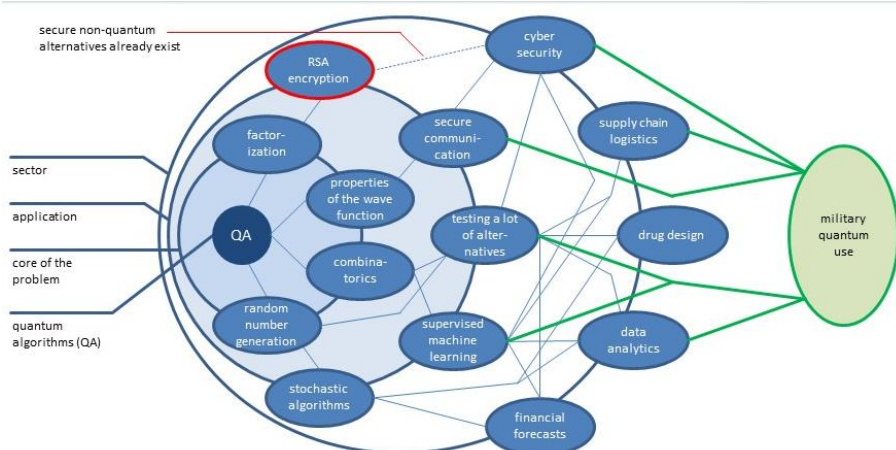 secure non-quantum
alternatives already exist
RSA
encryption
cyber
security
factor-
ization
secure
communi-
cation
supply chain
logistics
sector
properties
of the wave
function
application
QA
testing a lot
of alter-
natives
drug design
military
quantum
use
core of the
problem
combina-
torics
quantum
algorithms (QA)
random
number
generation
supervised
machine
learning
data
analytics
stochastic
algorithms
financial
forecasts